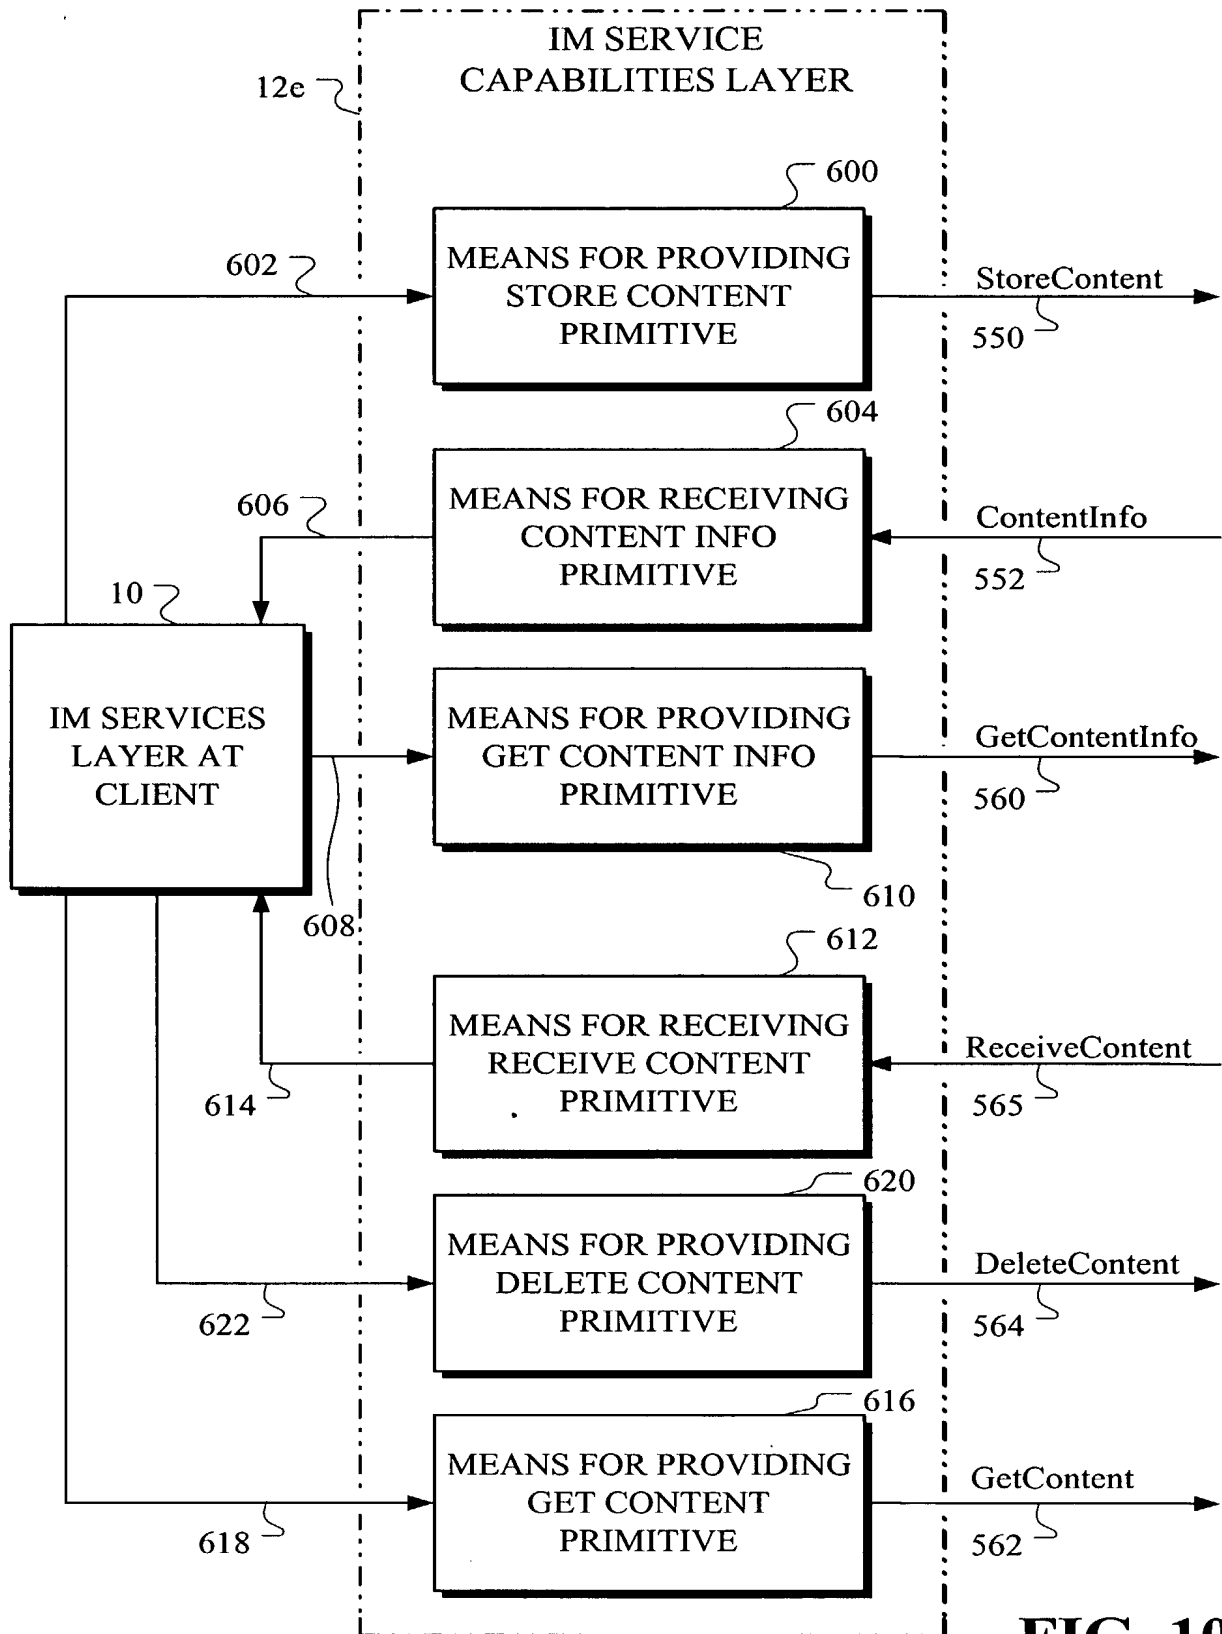 IM SERVICE
CAPABILITIES LAYER
12e
600
MEANS FOR PROVIDING
STORE CONTENT
PRIMITIVE
602
StoreContent
550
604
MEANS FOR RECEIVING
CONTENT INFO
PRIMITIVE
606
ContentInfo
552
10
IM SERVICES
LAYER AT
CLIENT
608
MEANS FOR PROVIDING
GET CONTENT INFO
PRIMITIVE
610
GetContentInfo
560
612
MEANS FOR RECEIVING
RECEIVE CONTENT
PRIMITIVE
614
ReceiveContent
565
620
MEANS FOR PROVIDING
DELETE CONTENT
PRIMITIVE
622
DeleteContent
564
616
MEANS FOR PROVIDING
GET CONTENT
PRIMITIVE
618
GetContent
562